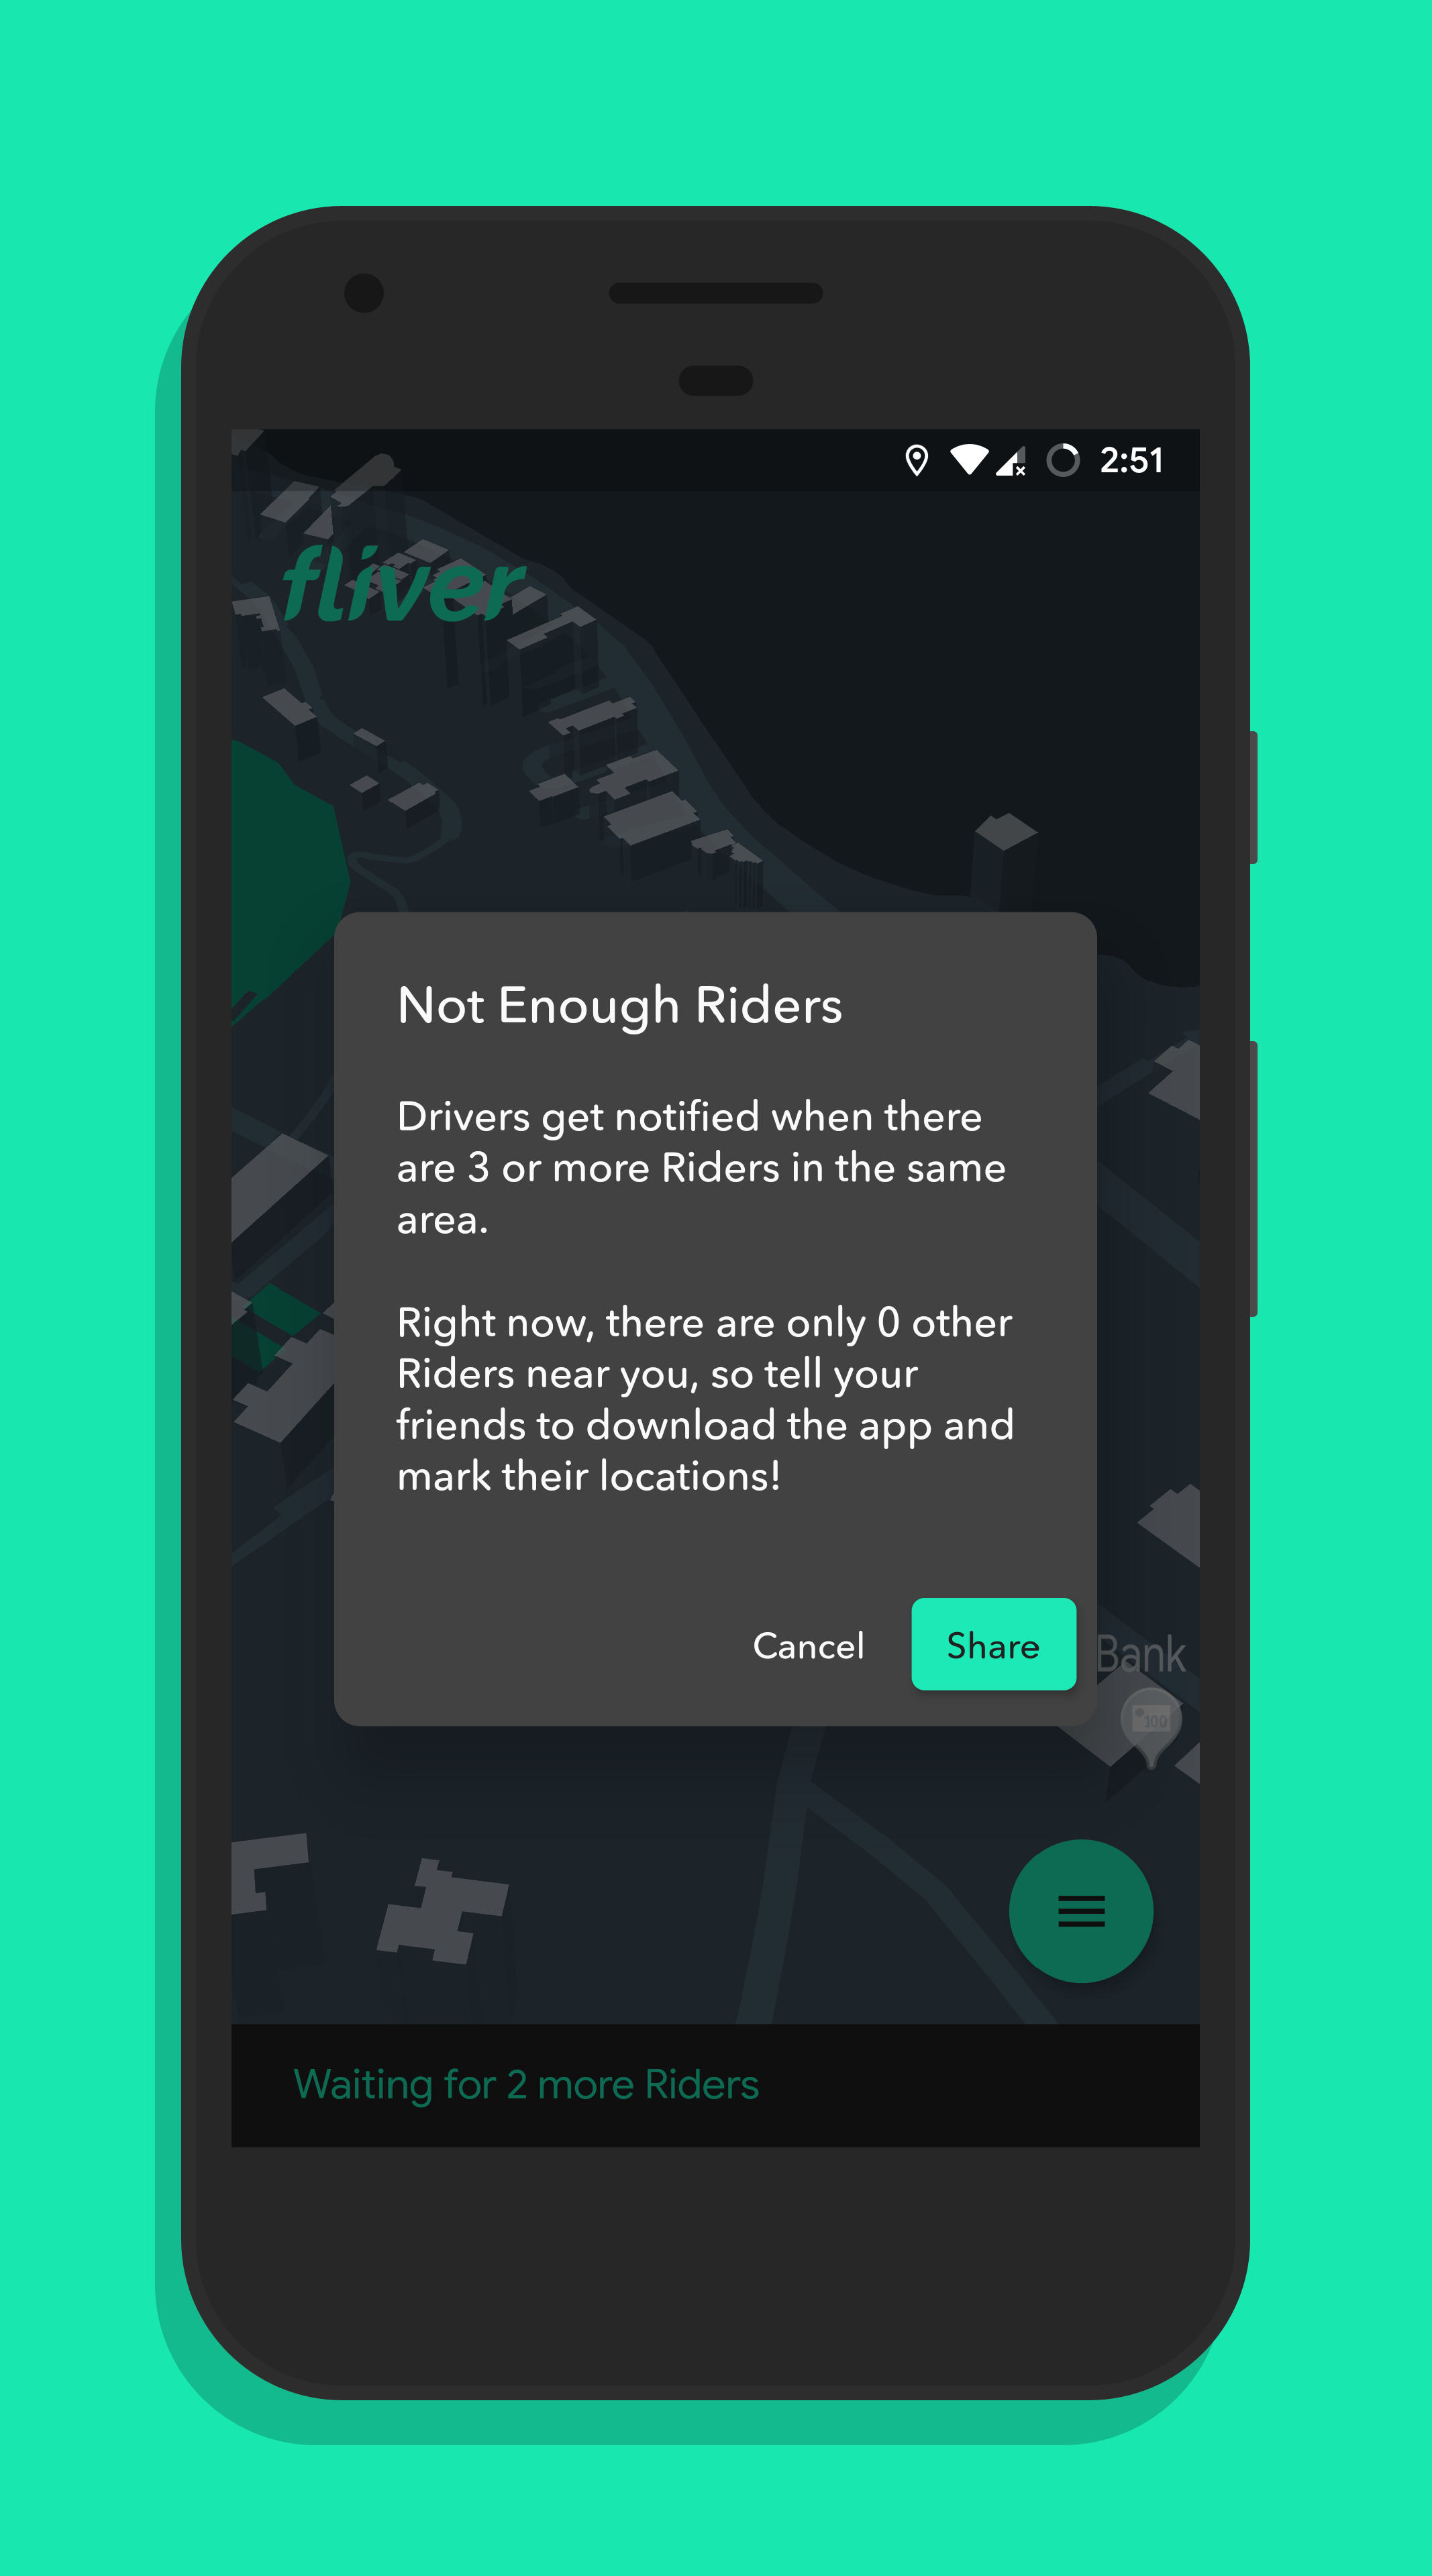 2:51
fliver
Not Enough Riders
Drivers get notified when there
are 3 or more Riders in the same
area.
Right now, there are only 0 other
Riders near you, so tell your
friends to download the app and
mark their locations!
Cancel
Share
Bank
100
Waiting for 2 more Riders